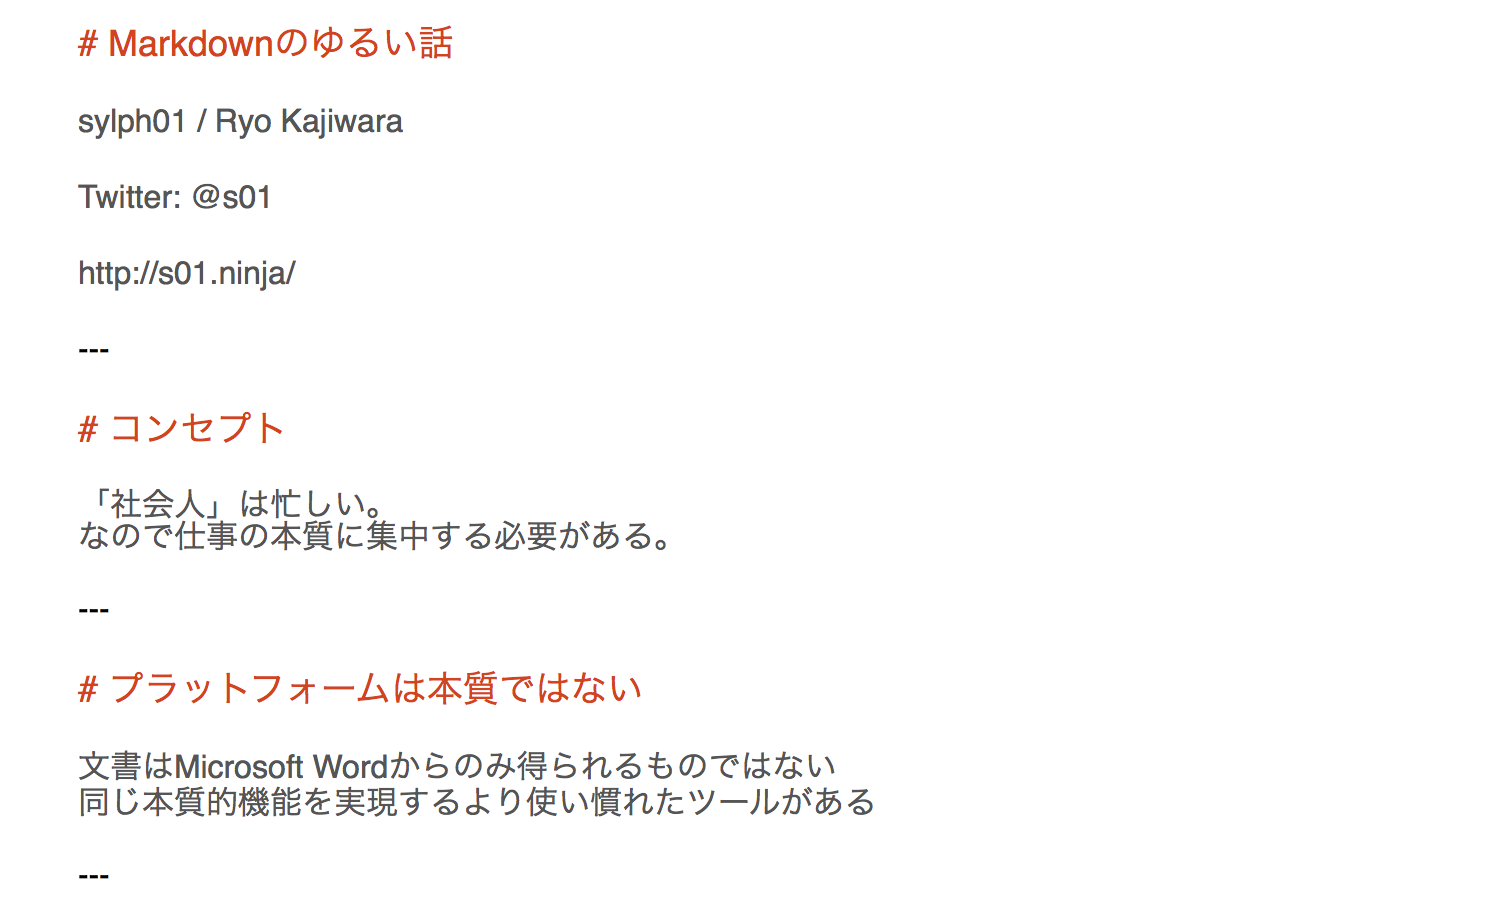 # Markdownのゆるい話
sylph01 / Ryo Kajiwara
Twitter: @s01
http://s01.ninja/
---
# コンセプト
「社会人」は忙しい。
なので仕事の本質に集中する必要がある。
---
# プラットフォームは本質ではない
文書はMicrosoft Wordからのみ得られるものではない
同じ本質的機能を実現するより使い慣れたツールがある
---